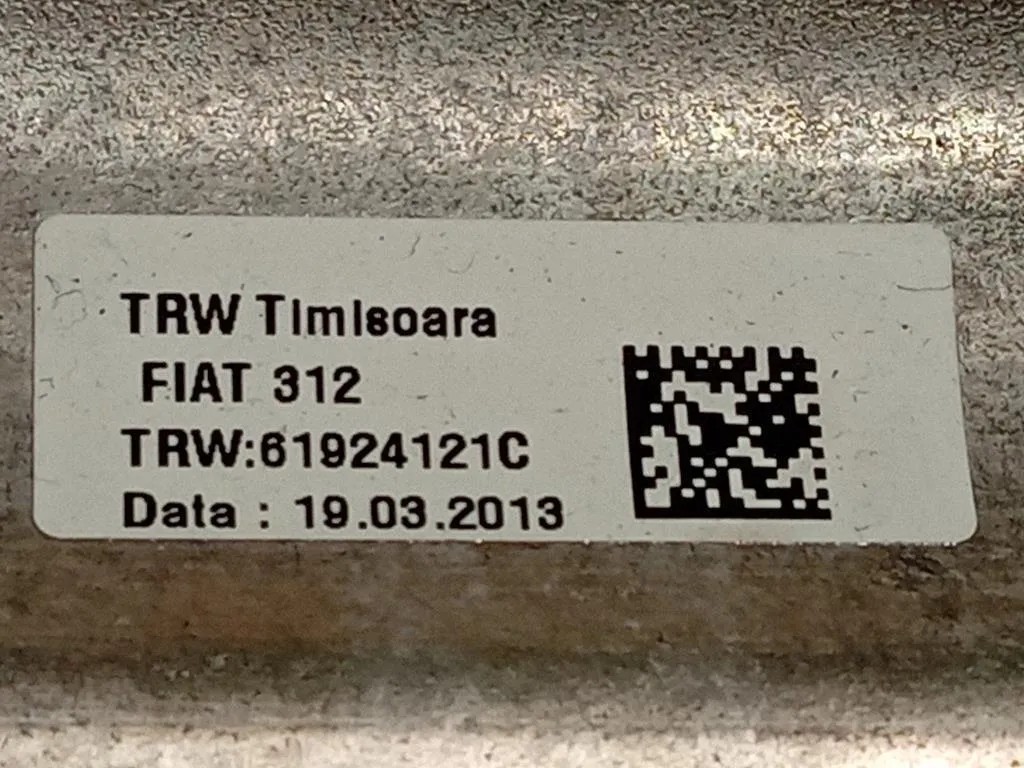 TRW Timisoara
FIAT 312
TRW:61924121C
Data : 19.03.2013